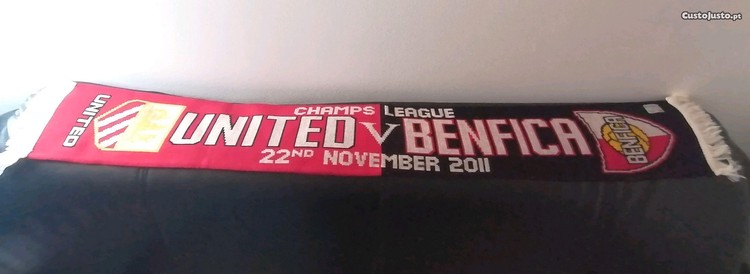 CustoJusto.pt
UNITED
CHAMPS LEAGUE
UNITED V BENFICA
22ND NOVEMBER 2011
BENFICA